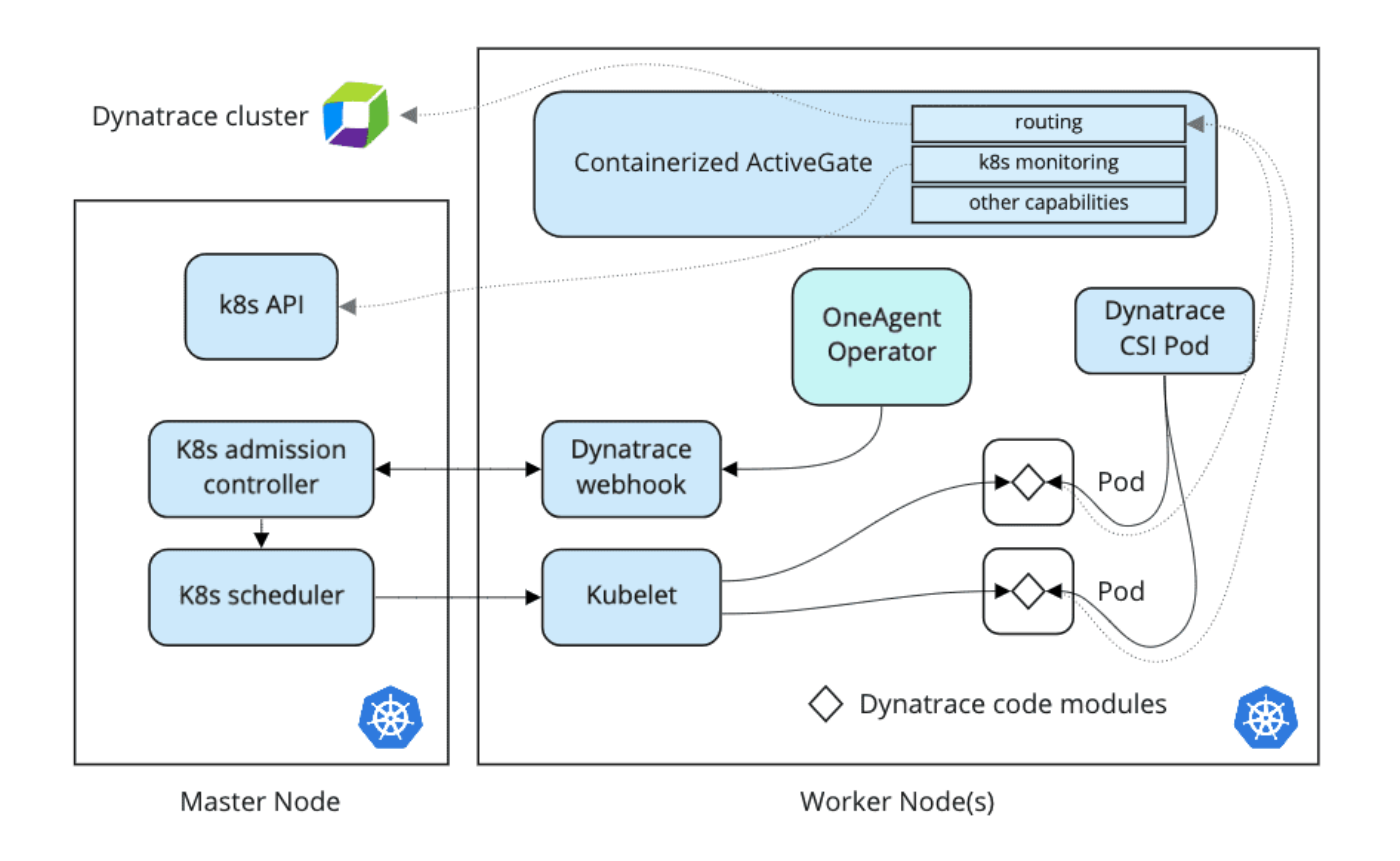 Dynatrace cluster
Containerized ActiveGate
routing
k8s monitoring
other capabilities
k8s API
OneAgent
Operator
Dynatrace
CSI Pod
K8s admission
controller
Dynatrace
webhook
Pod
K8s scheduler
Kubelet
Pod
Dynatrace code modules
Master Node
Worker Node(s)